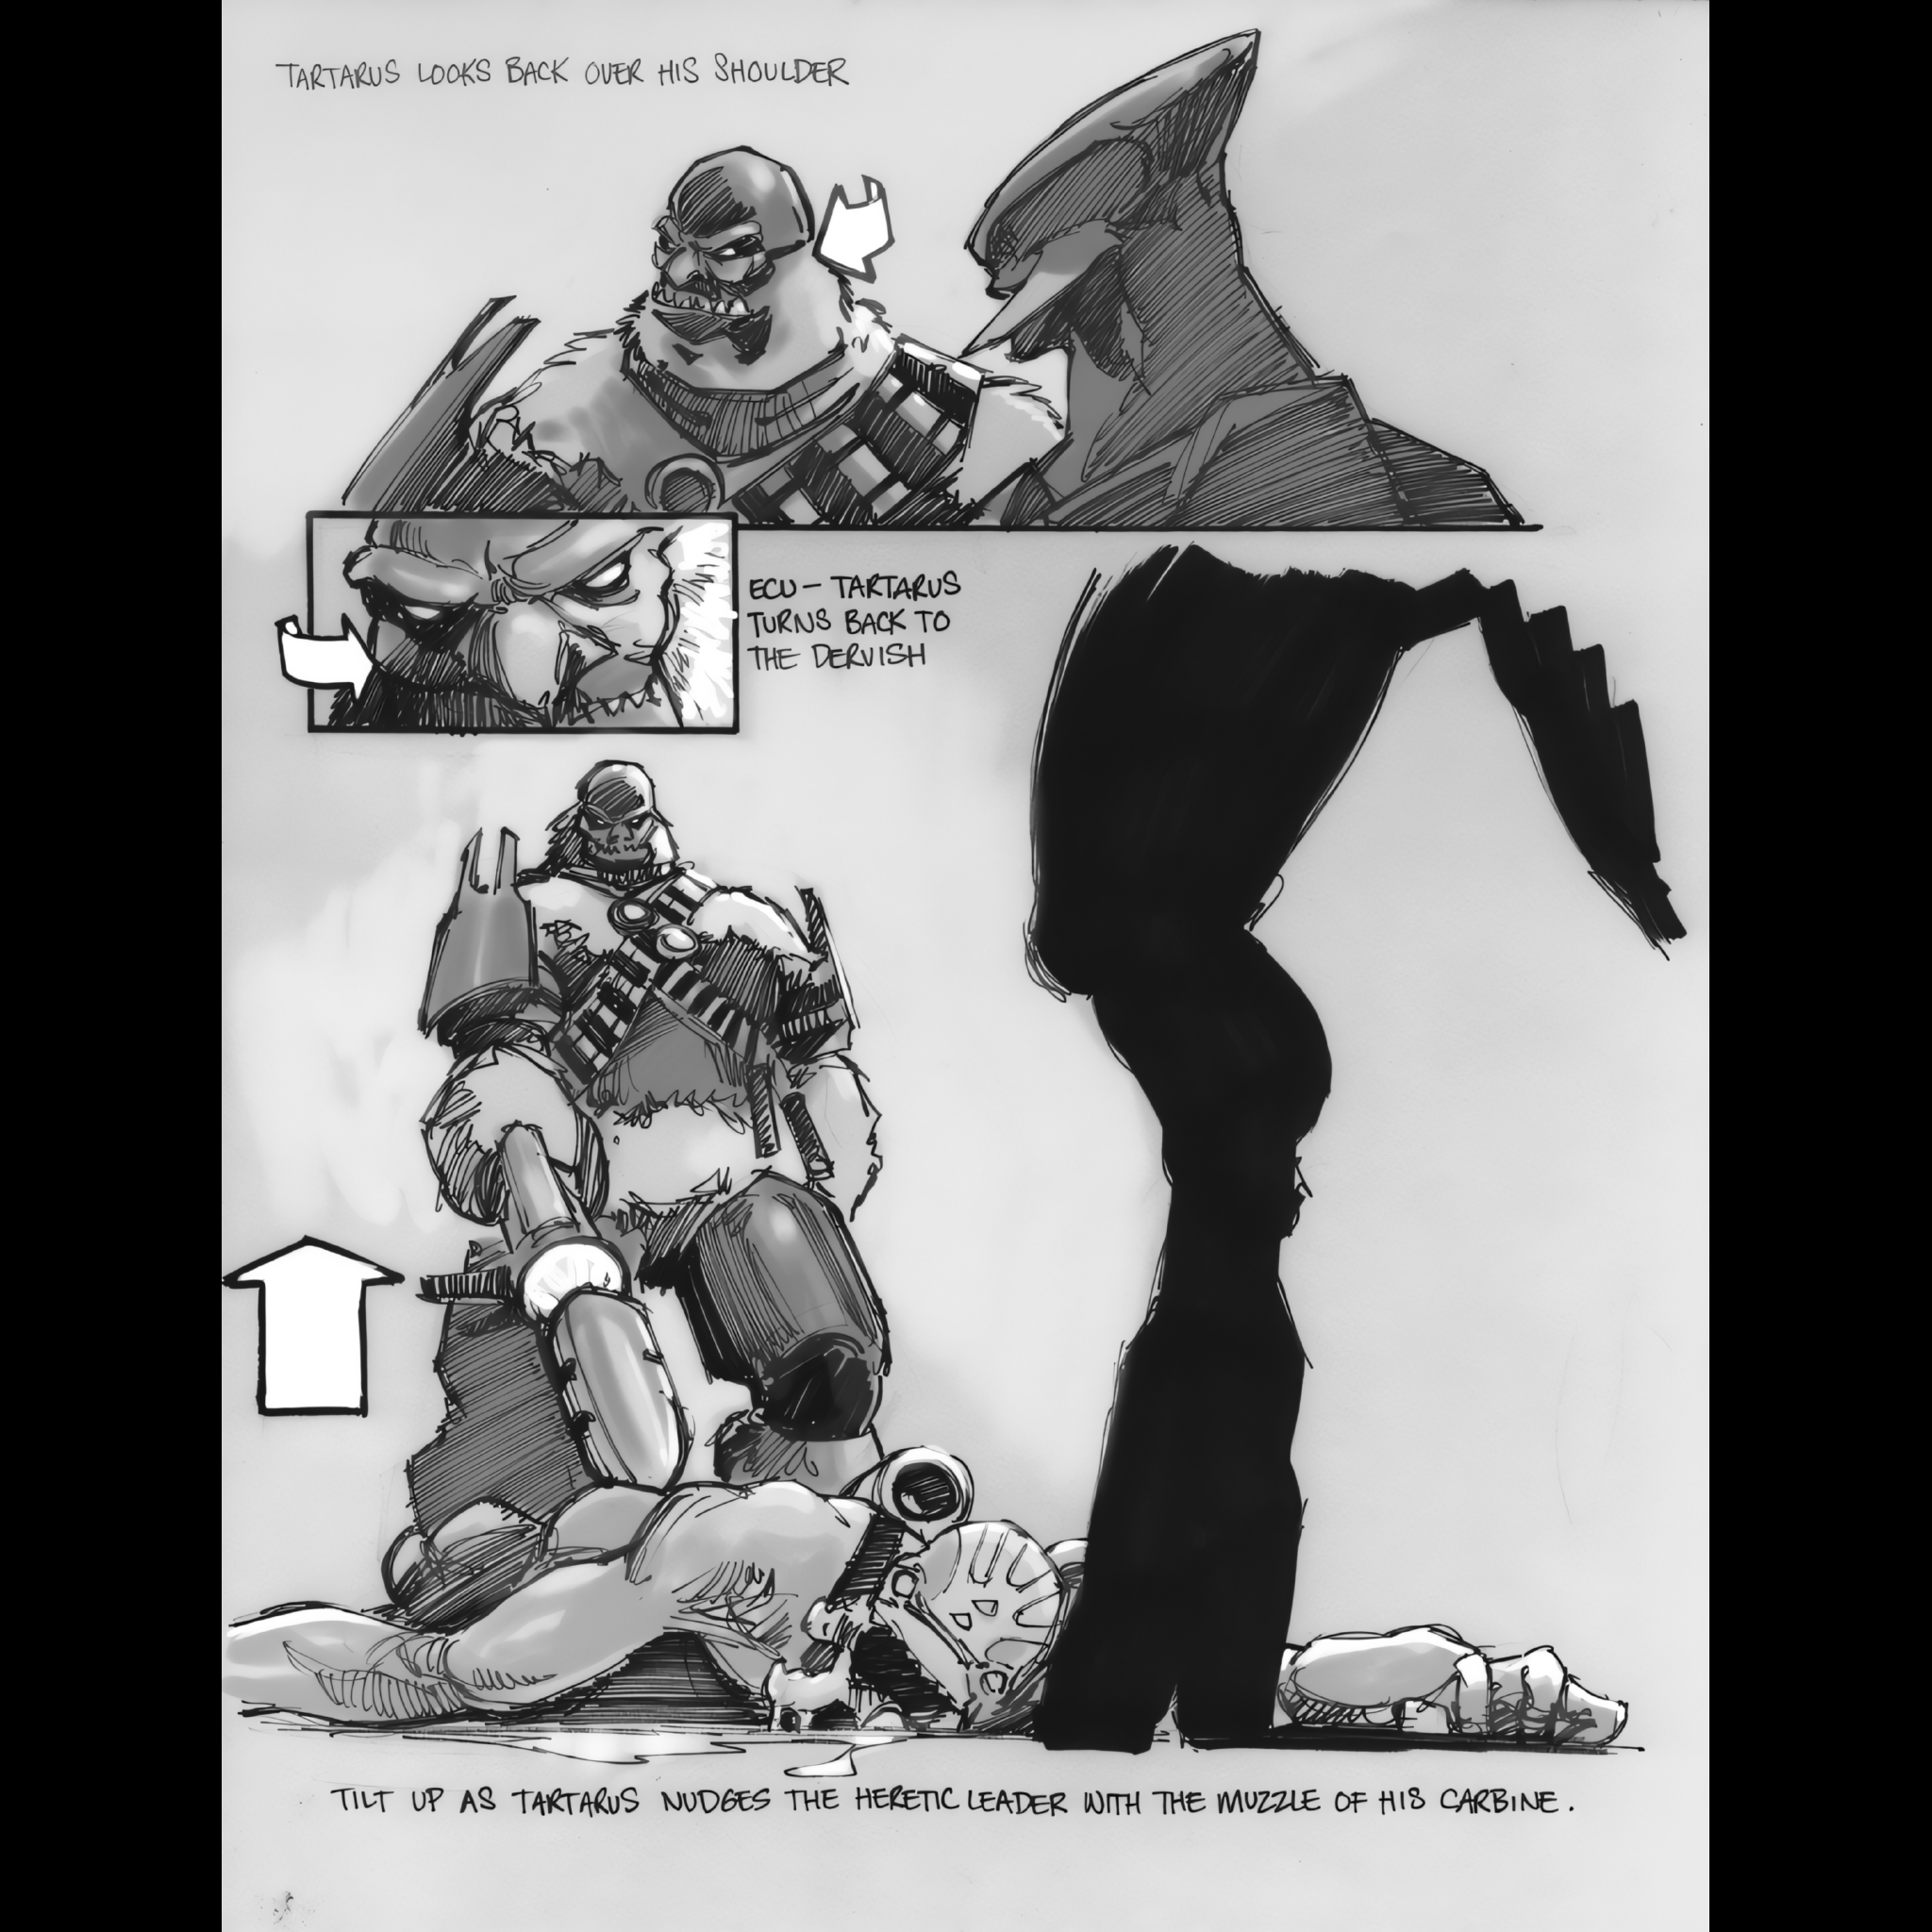 TARTARUS LOOKS BACK OVER HIS SHOULDER
ECU – TARTARUS
TURNS BACK TO
THE DERVISH
TILT UP AS TARTARUS NUDGES THE HERETIC LEADER WITH THE MUZZLE OF HIS CARBINE.